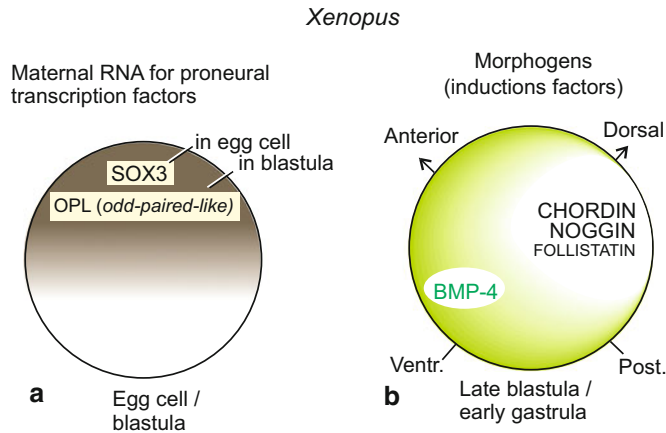 Xenopus
Maternal RNA for proneural
transcription factors
in egg cell
in blastula
SOX3
OPL (odd-paired-like)
a
Egg cell /
blastula
Morphogens
(inductions factors)
Anterior
Dorsal
CHORDIN
NOGGIN
FOLLISTATIN
BMP-4
Ventr.
Post.
b
Late blastula /
early gastrula